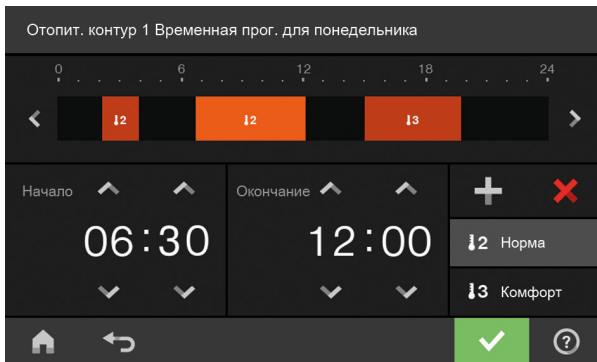 Отопит. контур 1 Временная прог. для понедельника
0 6 12 18 24
2 2 3
Начало Окончание
06:30 12:00
2 Норма
3 Комфорт
?